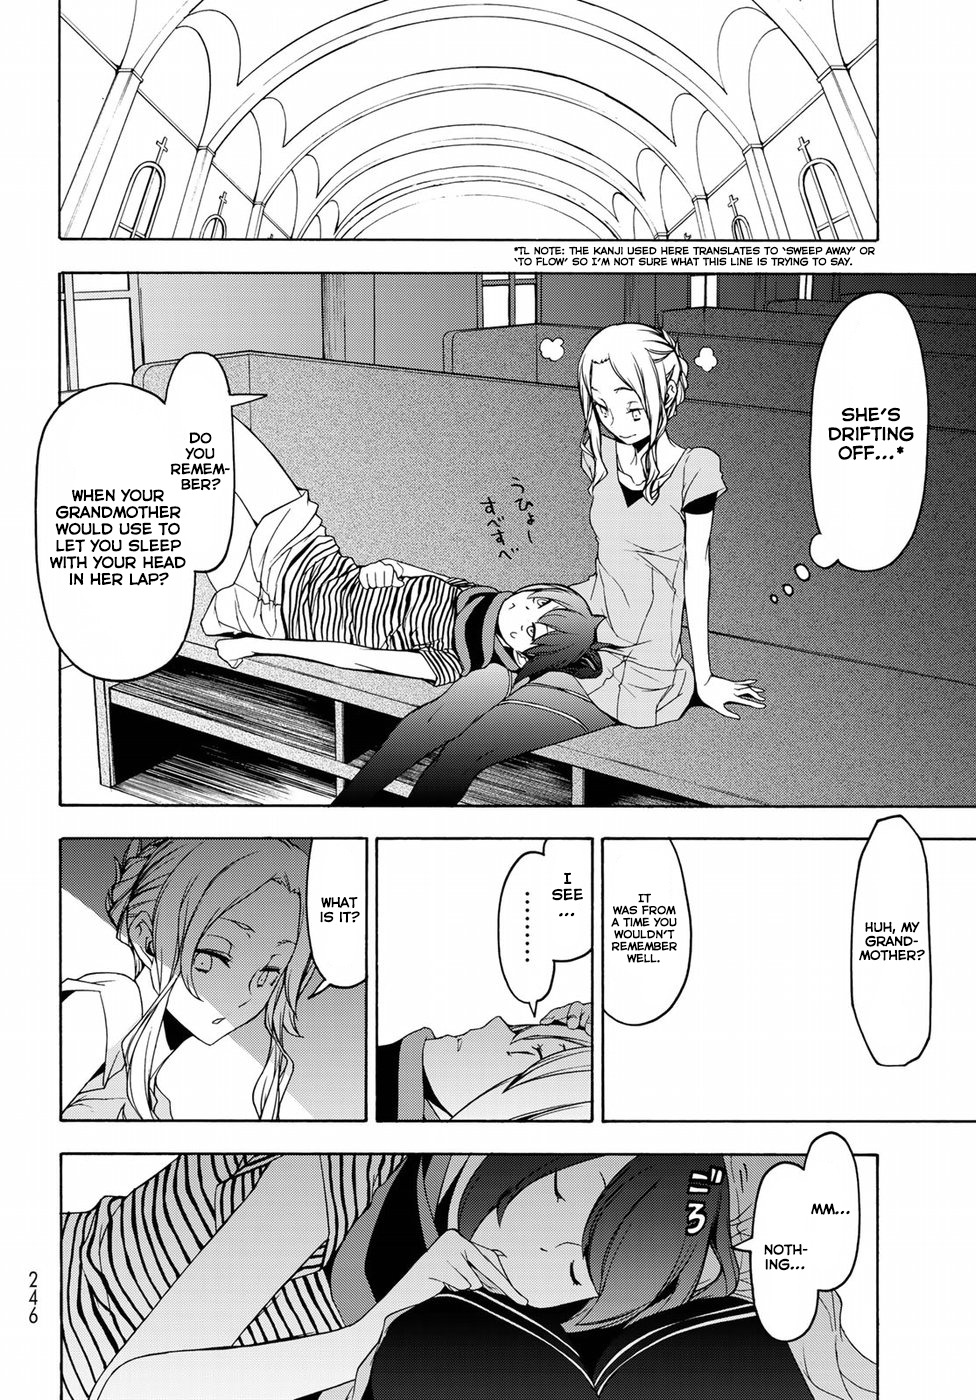 *TL NOTE: THE KANJI USED HERE TRANSLATES TO 'SWEEP AWAY' OR
'TO FLOW' SO I'M NOT SURE WHAT THIS LINE IS TRYING TO SAY.
SHE'S
DRIFTING
OFF...*
うひょー
すべすべ
DO
YOU
REMEM-
BER?
WHEN YOUR
GRANDMOTHER
WOULD USE TO
LET YOU SLEEP
WITH YOUR HEAD
IN HER LAP?
HUH, MY
GRAND-
MOTHER?
IT
WAS FROM
A TIME YOU
WOULDN'T
REMEMBER
WELL.
I
SEE
...
.........
WHAT
IS IT?
MM...
NOTH-
ING...
ごろ
246